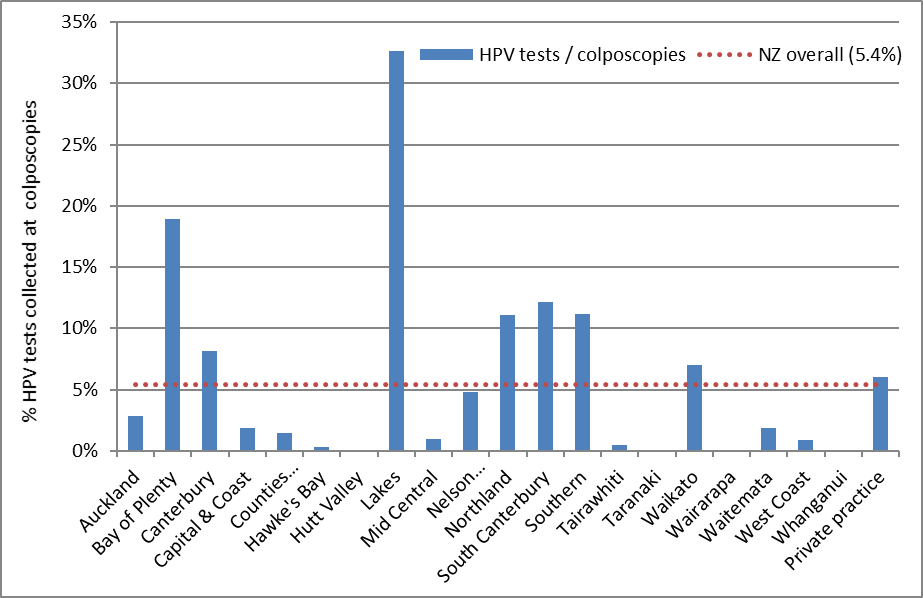 35%
30%
25%
20%
15%
10%
5%
0%
% HPV tests collected at colposcopies
HPV tests / colposcopies
NZ overall (5.4%)
Auckland
Bay of Plenty
Canterbury
Capital & Coast
Counties...
Hawke's Bay
Hutt Valley
Lakes
Mid Central
Nelson...
Northland
South Canterbury
Southern
Tairawhiti
Taranaki
Waikato
Wairarapa
Waitemata
West Coast
Whanganui
Private practice